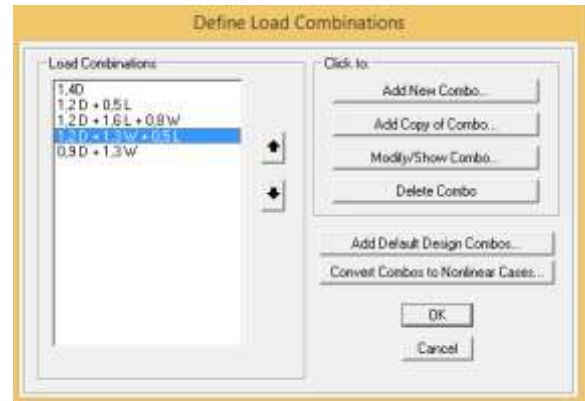 Define Load Combinations
Load Combinations
1,4D
1,2 D + 0,5 L
1,2 D + 1,6 L + 0,8 W
1,2 D + 1,3 W + 0,5 L
0,9 D + 1,3 W
Click to:
Add New Combo...
Add Copy of Combo...
Modify/Show Combo...
Delete Combo
Add Default Design Combos...
Convert Combos to Nonlinear Cases...
OK
Cancel